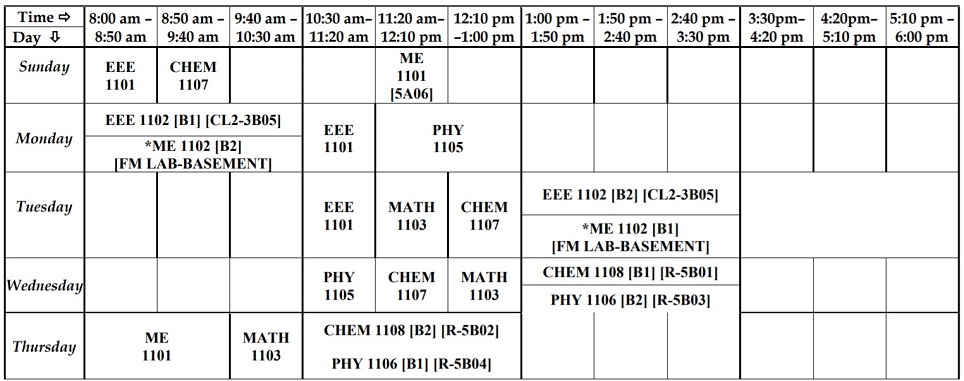 Time ⇨ 8:00 am – 8:50 am – 9:40 am – 10:30 am– 11:20 am– 12:10 pm 1:00 pm – 1:50 pm – 2:40 pm – 3:30pm– 4:20pm– 5:10 pm –
Day ⇩ 8:50 am 9:40 am 10:30 am 11:20 am 12:10 pm –1:00 pm 1:50 pm 2:40 pm 3:30 pm 4:20 pm 5:10 pm 6:00 pm
Sunday
EEE
1101
CHEM
1107
ME
1101
[5A06]
Monday
EEE 1102 [B1] [CL2-3B05]
*ME 1102 [B2]
[FM LAB-BASEMENT]
EEE
1101
PHY
1105
Tuesday
EEE
1101
MATH
1103
CHEM
1107
EEE 1102 [B2] [CL2-3B05]
*ME 1102 [B1]
[FM LAB-BASEMENT]
Wednesday
PHY
1105
CHEM
1107
MATH
1103
CHEM 1108 [B1] [R-5B01]
PHY 1106 [B2] [R-5B03]
Thursday
ME
1101
MATH
1103
CHEM 1108 [B2] [R-5B02]
PHY 1106 [B1] [R-5B04]